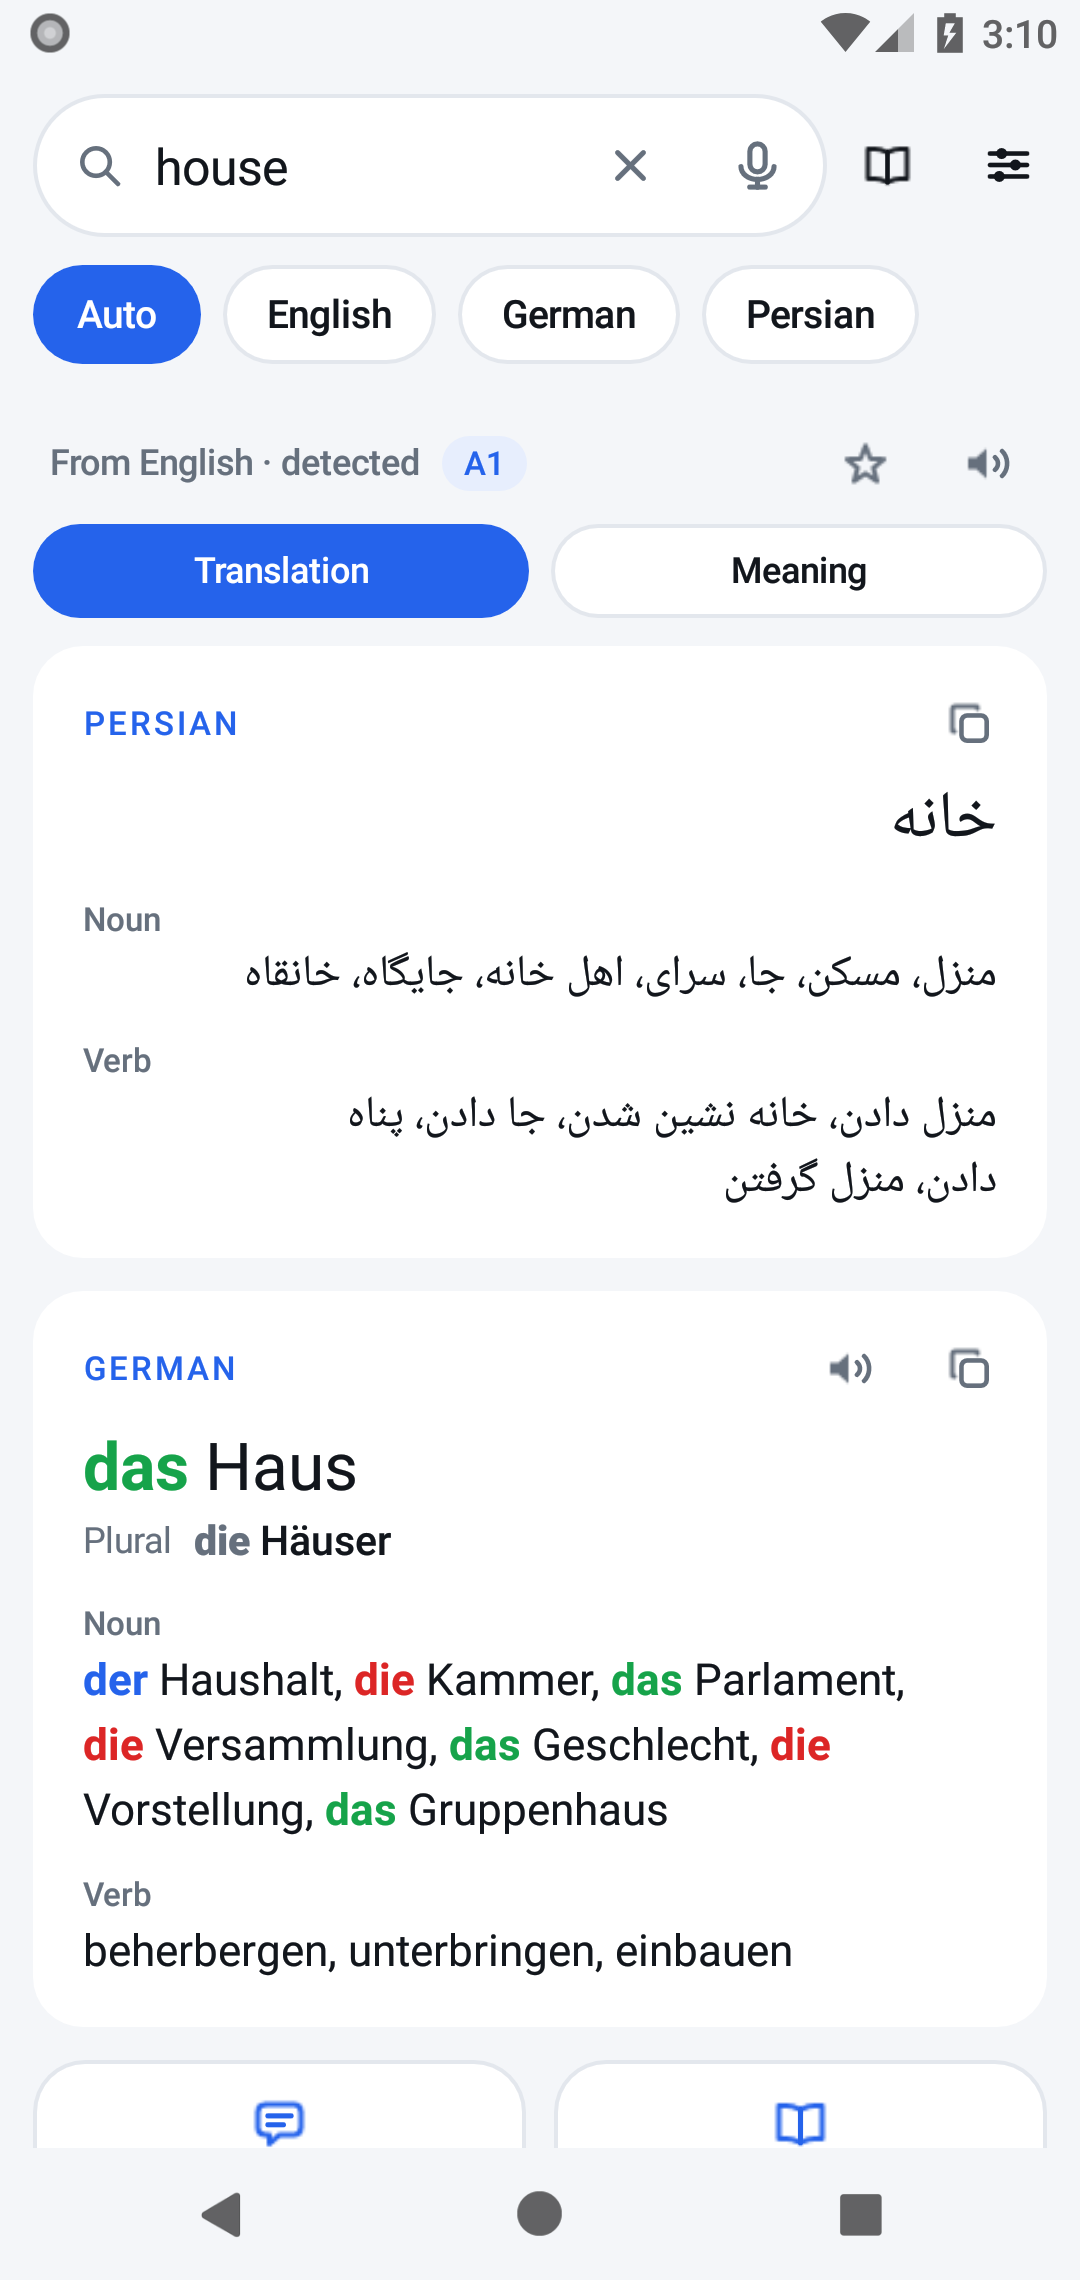 3:10
house
Auto English German Persian
From English · detected A1
Translation Meaning
PERSIAN
خانه
Noun
منزل، مسکن، جا، سرای، اهل خانه، جایگاه، خانقاه
Verb
منزل دادن، خانه نشین شدن، جا دادن، پناه
دادن، منزل گرفتن
GERMAN
das Haus
Plural die Häuser
Noun
der Haushalt, die Kammer, das Parlament,
die Versammlung, das Geschlecht, die
Vorstellung, das Gruppenhaus
Verb
beherbergen, unterbringen, einbauen